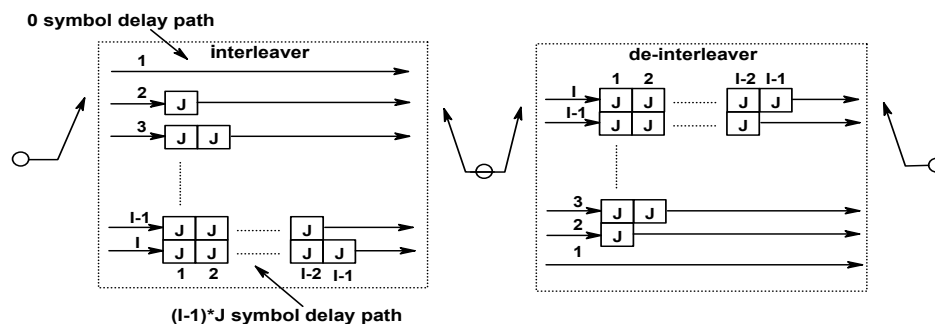 0 symbol delay path
interleaver
de-interleaver
1
2
J
3
J J
I-1
J J J
I
J J J J
1 2 I-2 I-1
(I-1)*J symbol delay path
1 2 I-2 I-1
I
J J J J
I-1
J J J
3
J J
2
J
1